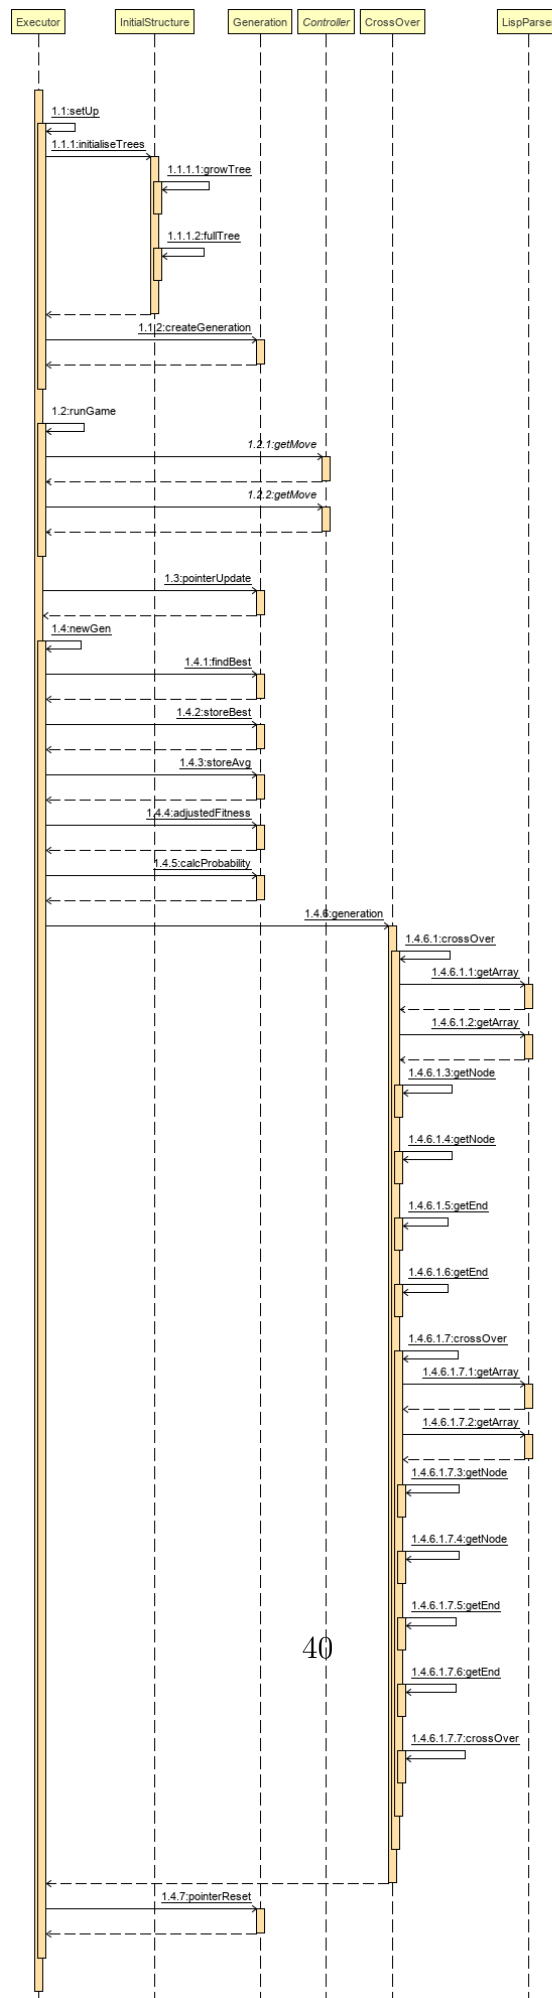 Executor InitialStructure Generation Controller CrossOver LispParser
1.1:setUp
1.1.1:initialiseTrees
1.1.1.1:growTree
1.1.1.2:fullTree
1.1.2:createGeneration
1.2:runGame
1.2.1:getMove
1.2.2:getMove
1.3:pointerUpdate
1.4:newGen
1.4.1:findBest
1.4.2:storeBest
1.4.3:storeAvg
1.4.4:adjustedFitness
1.4.5:calcProbability
1.4.6:generation
1.4.6.1:crossOver
1.4.6.1.1:getArray
1.4.6.1.2:getArray
1.4.6.1.3:getNode
1.4.6.1.4:getNode
1.4.6.1.5:getEnd
1.4.6.1.6:getEnd
1.4.6.1.7:crossOver
1.4.6.1.7.1:getArray
1.4.6.1.7.2:getArray
1.4.6.1.7.3:getNode
1.4.6.1.7.4:getNode
1.4.6.1.7.5:getEnd
40
1.4.6.1.7.6:getEnd
1.4.6.1.7.7:crossOver
1.4.7:pointerReset